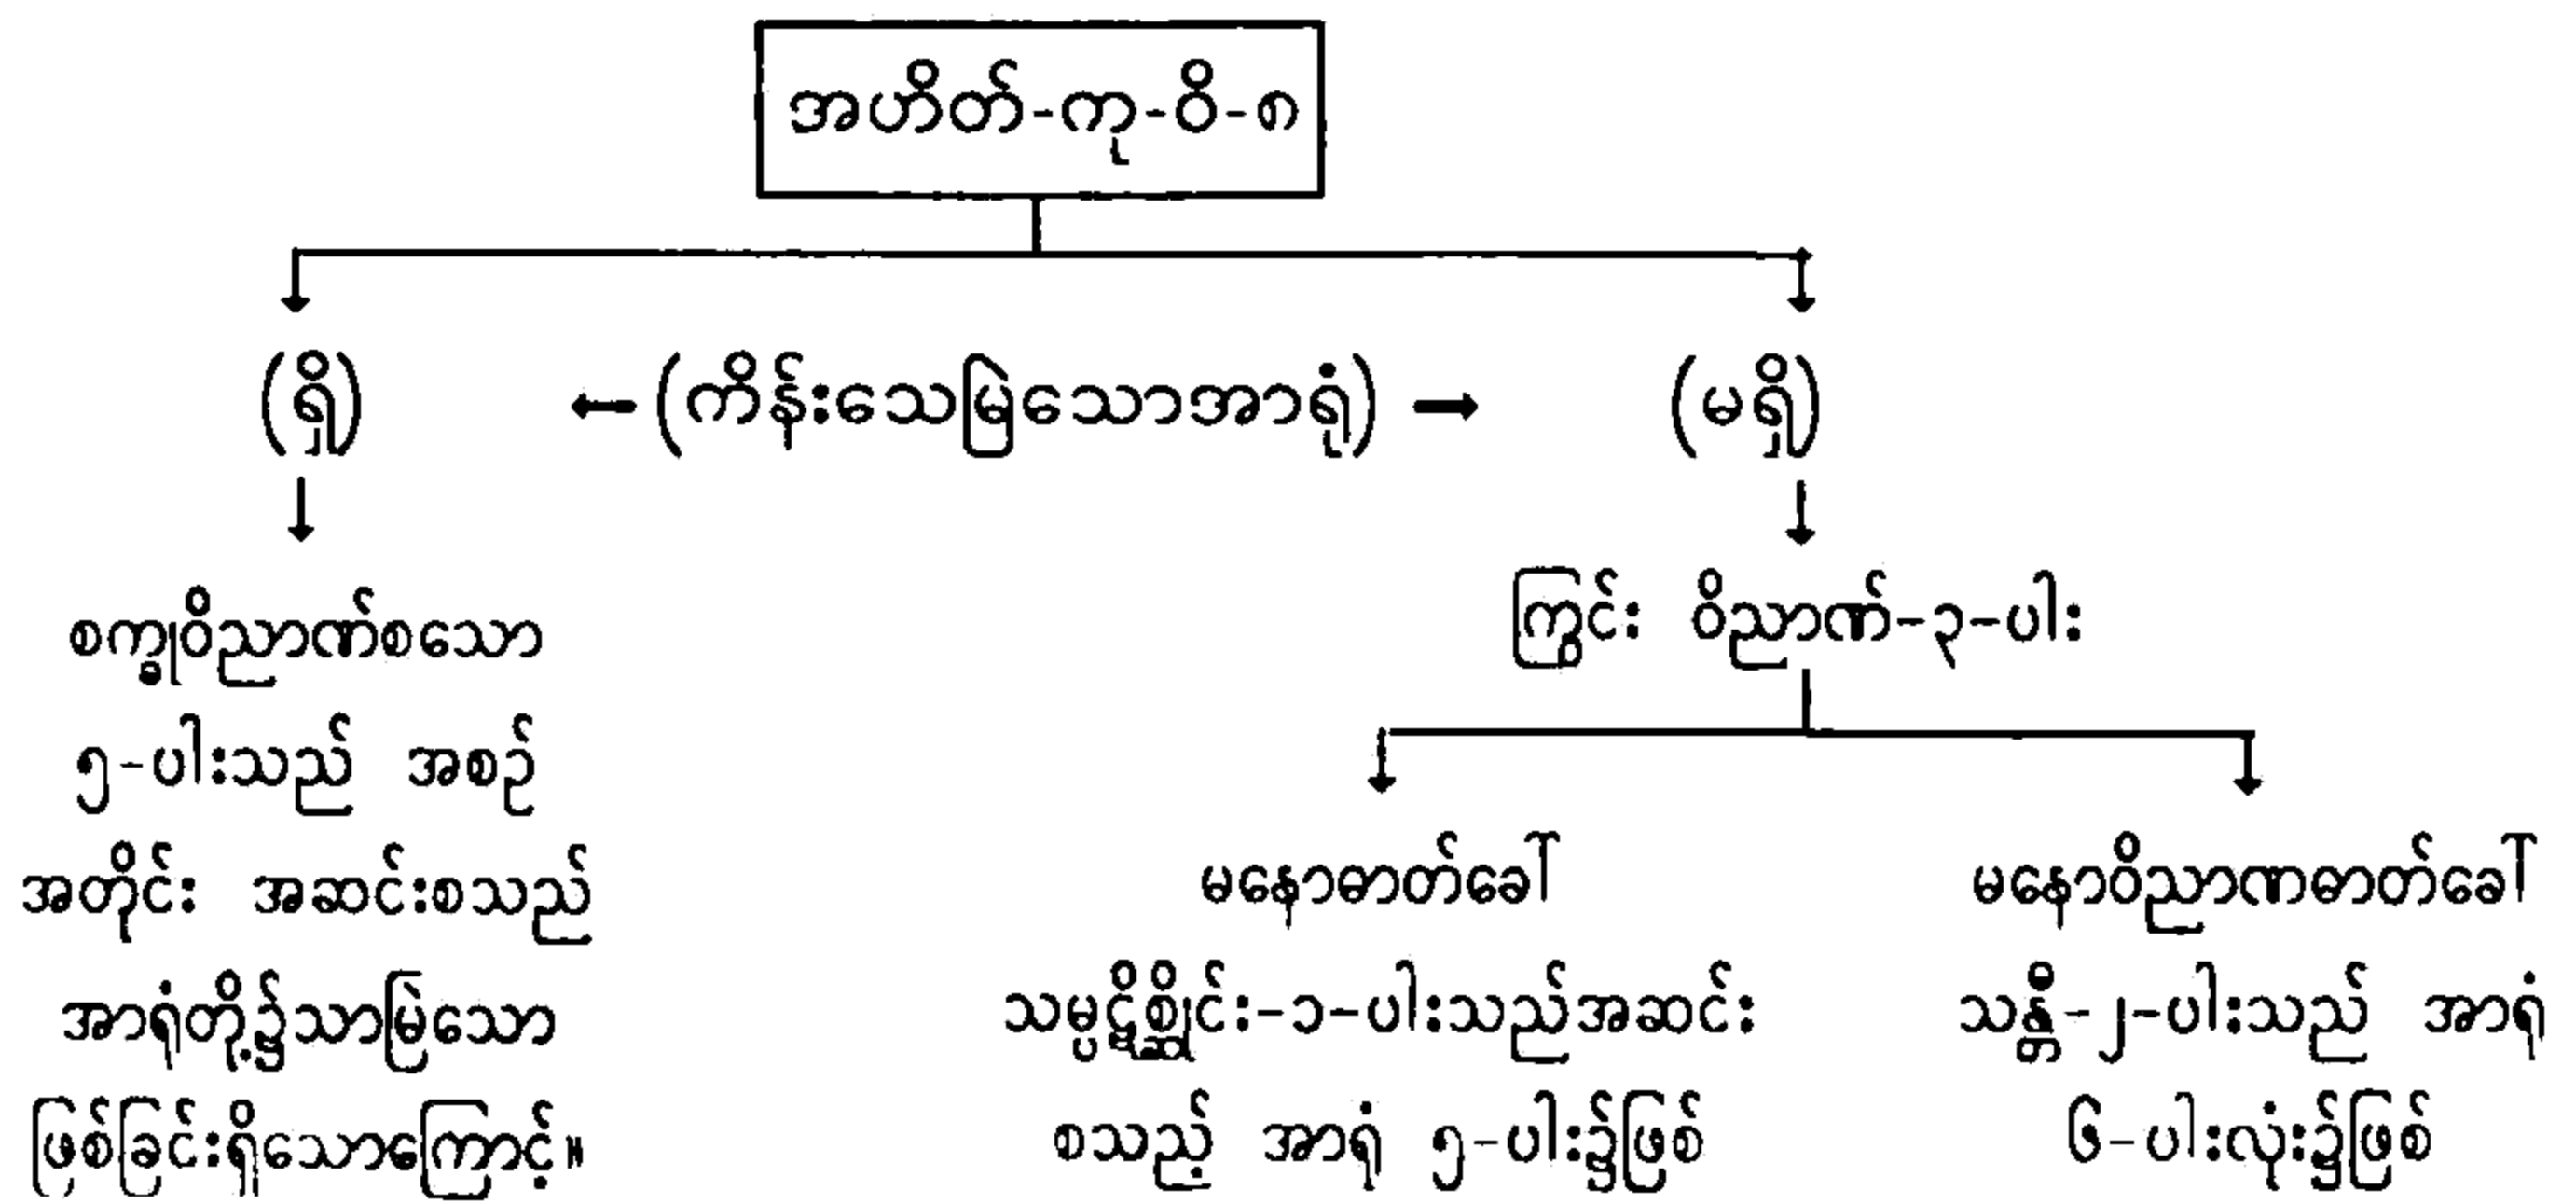 အဟိတ်-ကု-ဝိ-၈
(ရှိ) ← (ကိန်းသေမြဲသောအာရုံ) → (မရှိ)
စက္ခုဝိညာဏ်စသော
၅-ပါးသည် အစဉ်
အတိုင်း အဆင်းစသည်
အာရုံတို့၌သာမြဲသော
ဖြစ်ခြင်းရှိသောကြောင့်။
ကြွင်း ဝိညာဏ်-၃-ပါး
မနောဓာတ်ခေါ်
သမ္ပဋိစ္ဆိုင်း-၁-ပါးသည်အဆင်း
စသည့် အာရုံ ၅-ပါး၌ဖြစ်
မနောဝိညာဏဓာတ်ခေါ်
သန္တီ-၂-ပါးသည် အာရုံ
၆-ပါးလုံး၌ဖြစ်